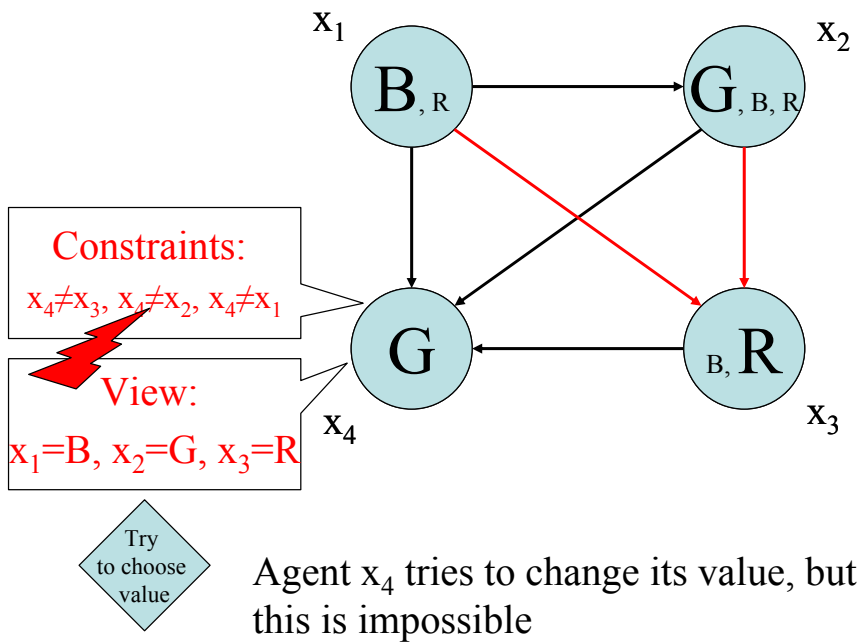 x₁
x₂
B, R
G, B, R
Constraints:
x₄≠x₃, x₄≠x₂, x₄≠x₁
G
B, R
View:
x₁=B, x₂=G, x₃=R
x₄
x₃
Try
to choose
value
Agent x₄ tries to change its value, but
this is impossible